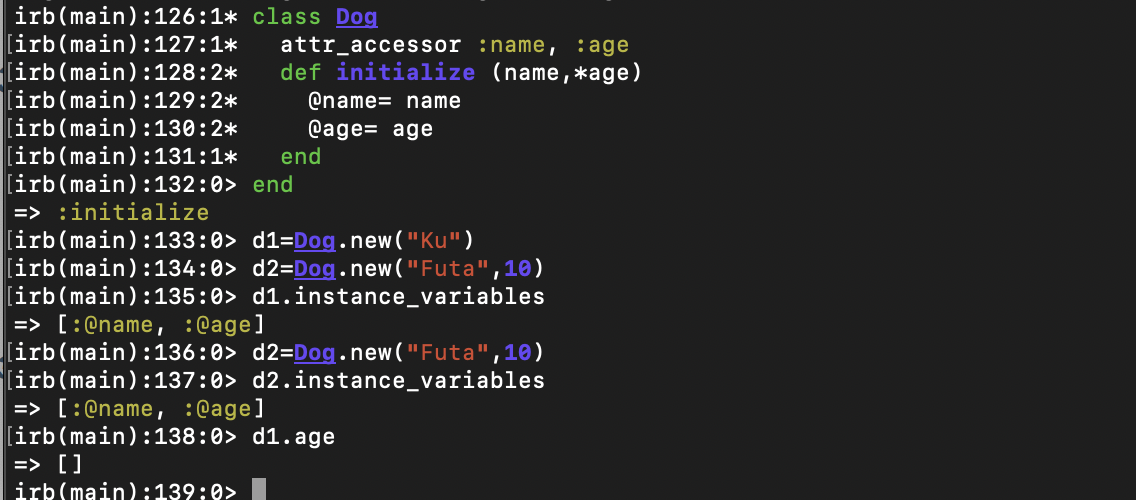 irb(main):126:1* class Dog
[irb(main):127:1*   attr_accessor :name, :age
[irb(main):128:2*   def initialize (name,*age)
[irb(main):129:2*     @name= name
[irb(main):130:2*     @age= age
[irb(main):131:1*   end
[irb(main):132:0> end
=> :initialize
[irb(main):133:0> d1=Dog.new("Ku")
[irb(main):134:0> d2=Dog.new("Futa",10)
[irb(main):135:0> d1.instance_variables
=> [:@name, :@age]
[irb(main):136:0> d2=Dog.new("Futa",10)
[irb(main):137:0> d2.instance_variables
=> [:@name, :@age]
[irb(main):138:0> d1.age
=> []
irb(main):139:0>